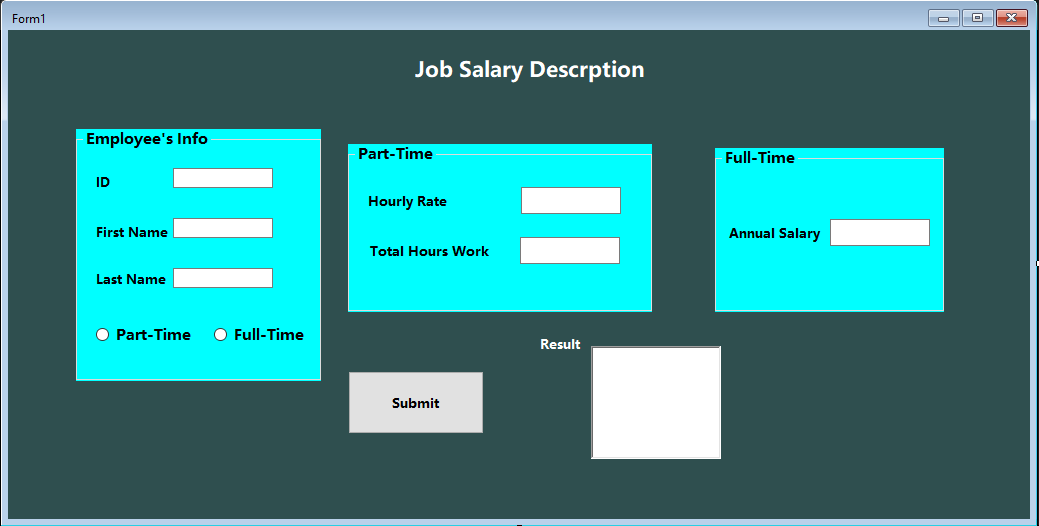 Form1
Job Salary Descrption
Employee's Info
ID
First Name
Last Name
Part-Time Full-Time
Part-Time
Hourly Rate
Total Hours Work
Full-Time
Annual Salary
Result
Submit